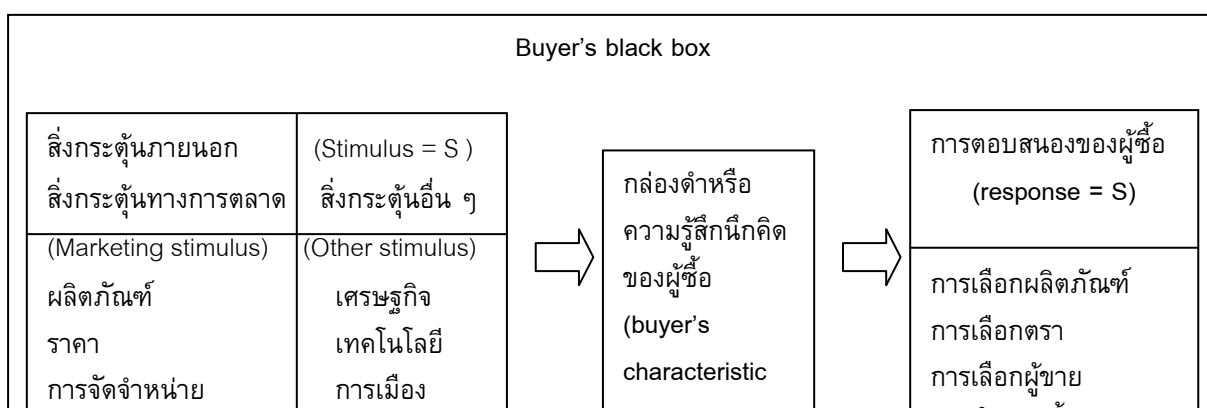 Buyer's black box
สิ่งกระตุ้นภายนอก (Stimulus = S )
สิ่งกระตุ้นทางการตลาด สิ่งกระตุ้นอื่น ๆ
(Marketing stimulus) (Other stimulus)
ผลิตภัณฑ์ เศรษฐกิจ
ราคา เทคโนโลยี
การจัดจำหน่าย การเมือง
กล่องดำหรือ
ความรู้สึกนึกคิด
ของผู้ซื้อ
(buyer's
characteristic
การตอบสนองของผู้ซื้อ
(response = S)
การเลือกผลิตภัณฑ์
การเลือกตรา
การเลือกผู้ขาย